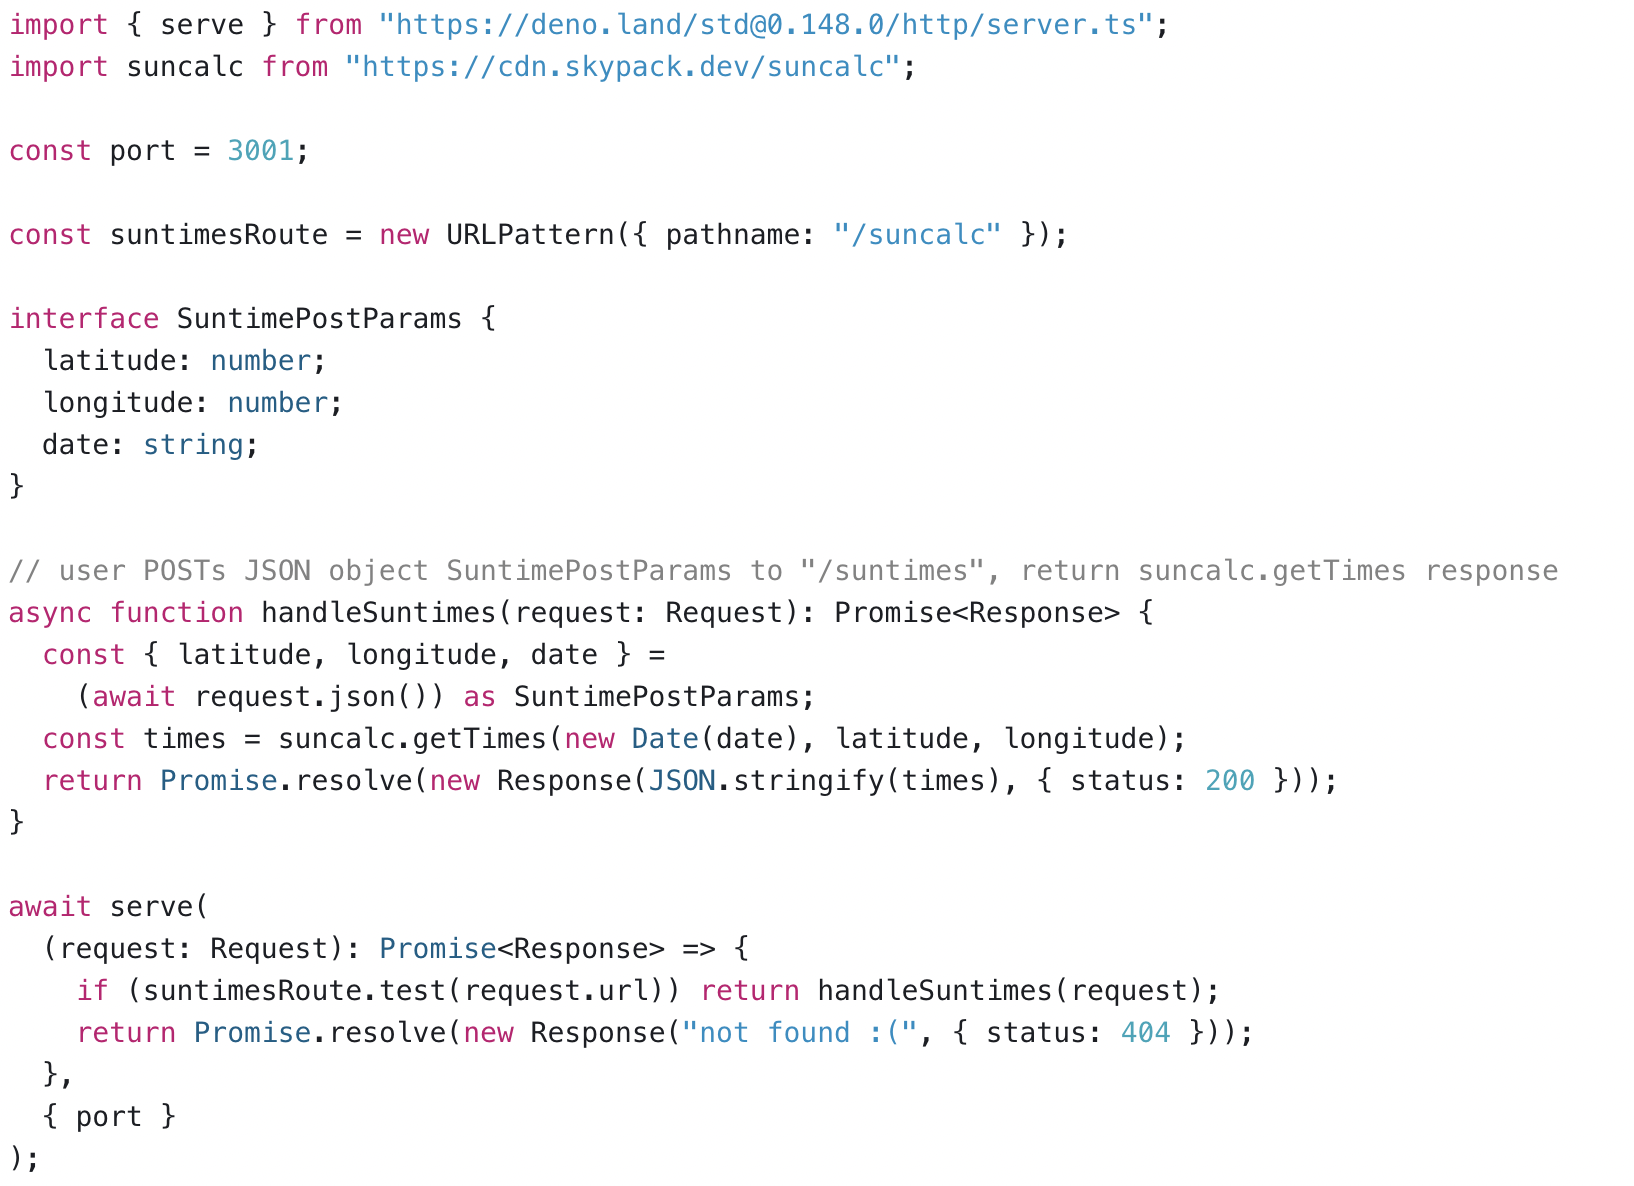 import { serve } from "https://deno.land/std@0.148.0/http/server.ts";
import suncalc from "https://cdn.skypack.dev/suncalc";

const port = 3001;

const suntimesRoute = new URLPattern({ pathname: "/suncalc" });

interface SuntimePostParams {
  latitude: number;
  longitude: number;
  date: string;
}

// user POSTs JSON object SuntimePostParams to "/suntimes", return suncalc.getTimes response
async function handleSuntimes(request: Request): Promise<Response> {
  const { latitude, longitude, date } =
    (await request.json()) as SuntimePostParams;
  const times = suncalc.getTimes(new Date(date), latitude, longitude);
  return Promise.resolve(new Response(JSON.stringify(times), { status: 200 }));
}

await serve(
  (request: Request): Promise<Response> => {
    if (suntimesRoute.test(request.url)) return handleSuntimes(request);
    return Promise.resolve(new Response("not found :(", { status: 404 }));
  },
  { port }
);